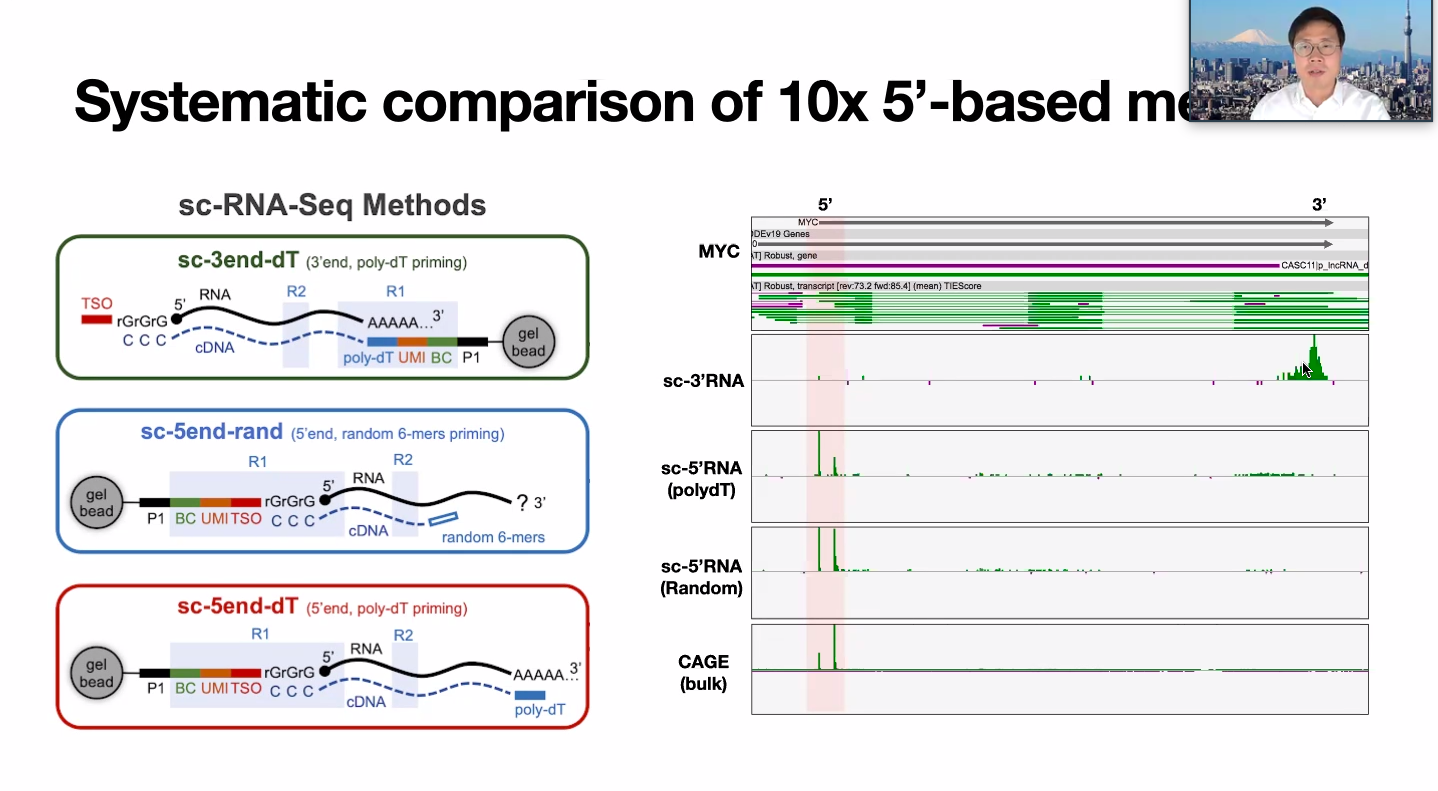 Systematic comparison of 10x 5’-based me
sc-RNA-Seq Methods
sc-3end-dT (3’end, poly-dT priming)
TSO
5’
RNA
R2
R1
rGrGrG
AAAAA...
3’
C C C
cDNA
poly-dT UMI BC P1
gel
bead
sc-5end-rand (5’end, random 6-mers priming)
R1
R2
gel
bead
5’
RNA
rGrGrG
? 3’
P1 BC UMI TSO
C C C
cDNA
random 6-mers
sc-5end-dT (5’end, poly-dT priming)
R1
R2
gel
bead
5’
RNA
rGrGrG
AAAAA...
3’
P1 BC UMI TSO
C C C
cDNA
poly-dT
5’
3’
MYC
MYC
DEv19 Genes
0
AT] Robust, gene
CASC11|p_lncRNA_d
AT] Robust, transcript [rev:73.2 fwd:85.4] (mean) TIEScore
sc-3’RNA
sc-5’RNA
(polydT)
sc-5’RNA
(Random)
CAGE
(bulk)